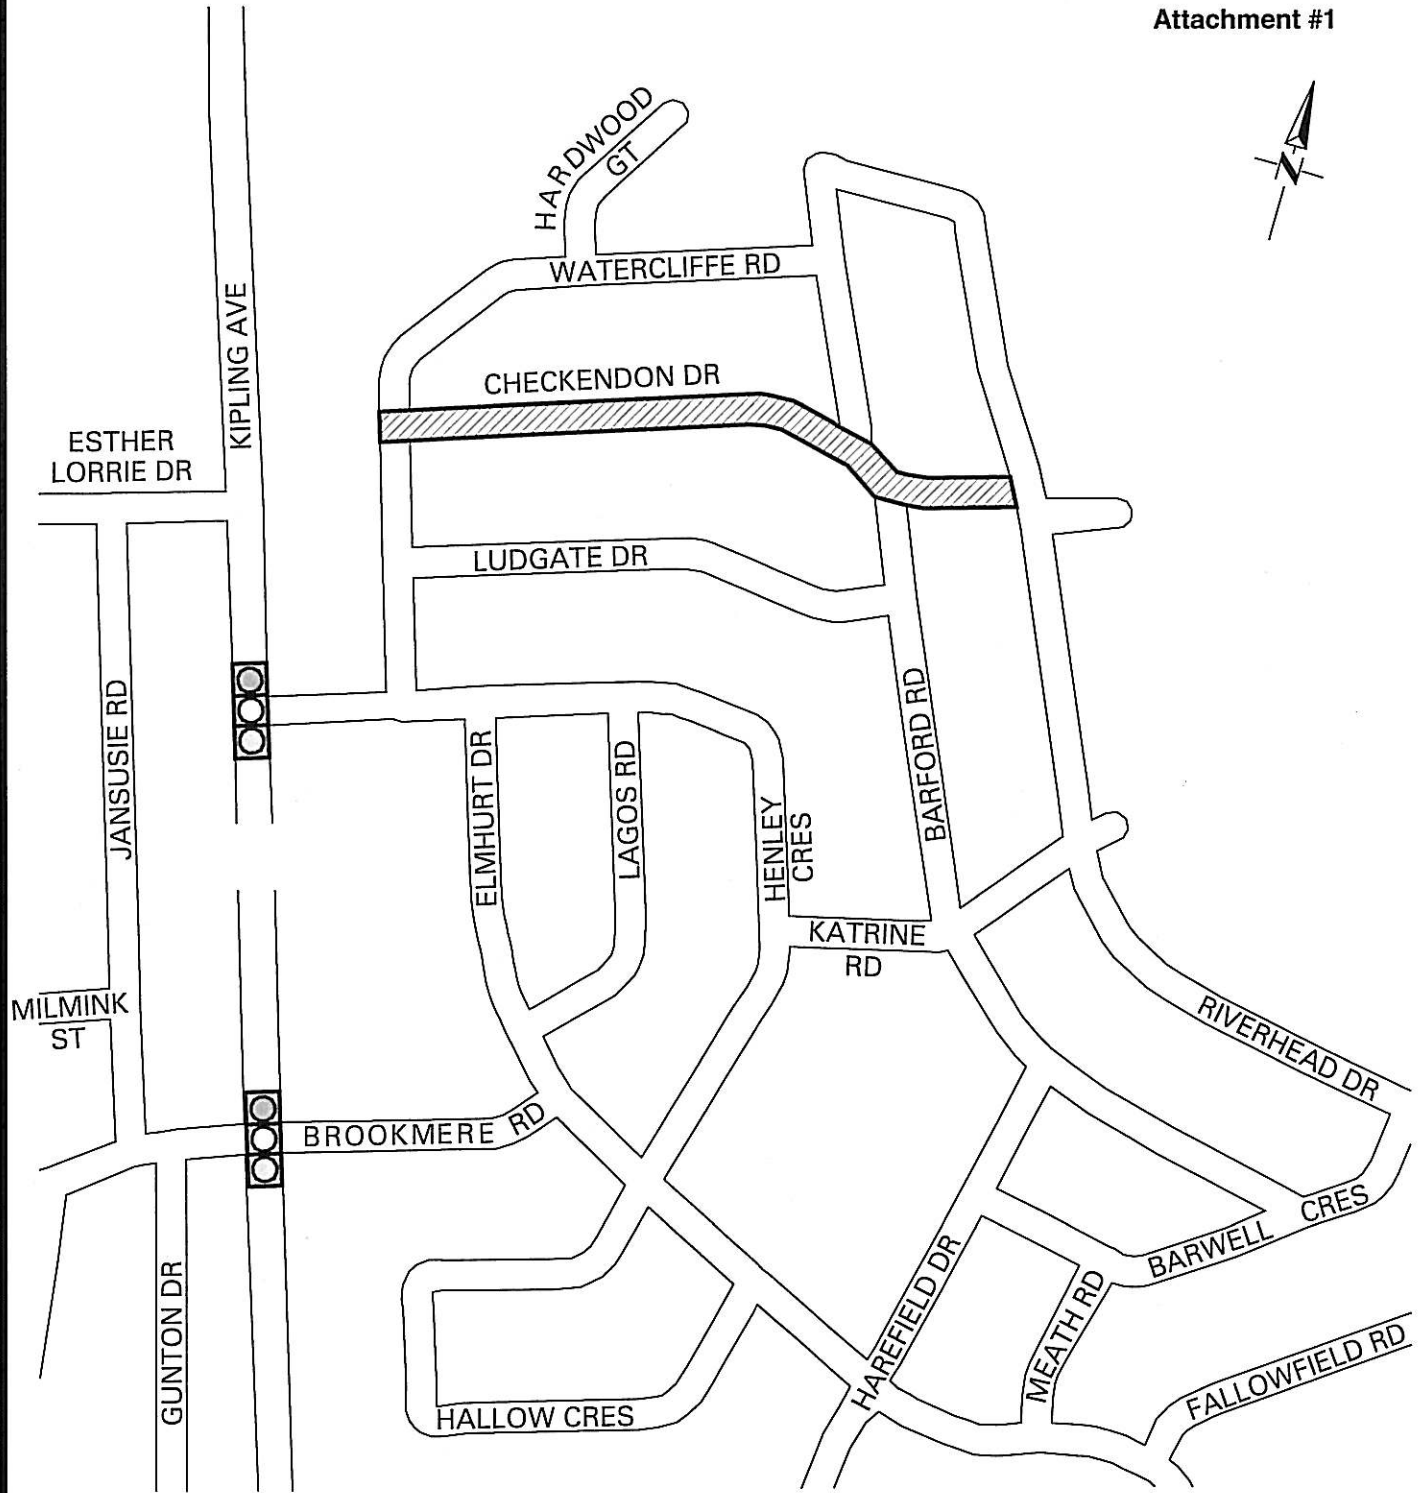 Attachment #1
N
HARDWOOD
GT
WATERCLIFFE RD
KIPLING AVE
CHECKENDON DR
ESTHER
LORRIE DR
LUDGATE DR
JANSUSIE RD
ELMHURT DR
LAGOS RD
HENLEY
CRES
BARFORD RD
KATRINE
RD
MILMINK
ST
RIVERHEAD DR
BROOKMERE RD
BARWELL CRES
GUNTON DR
HAREFIELD DR
MEATH RD
FALLOWFIELD RD
HALLOW CRES